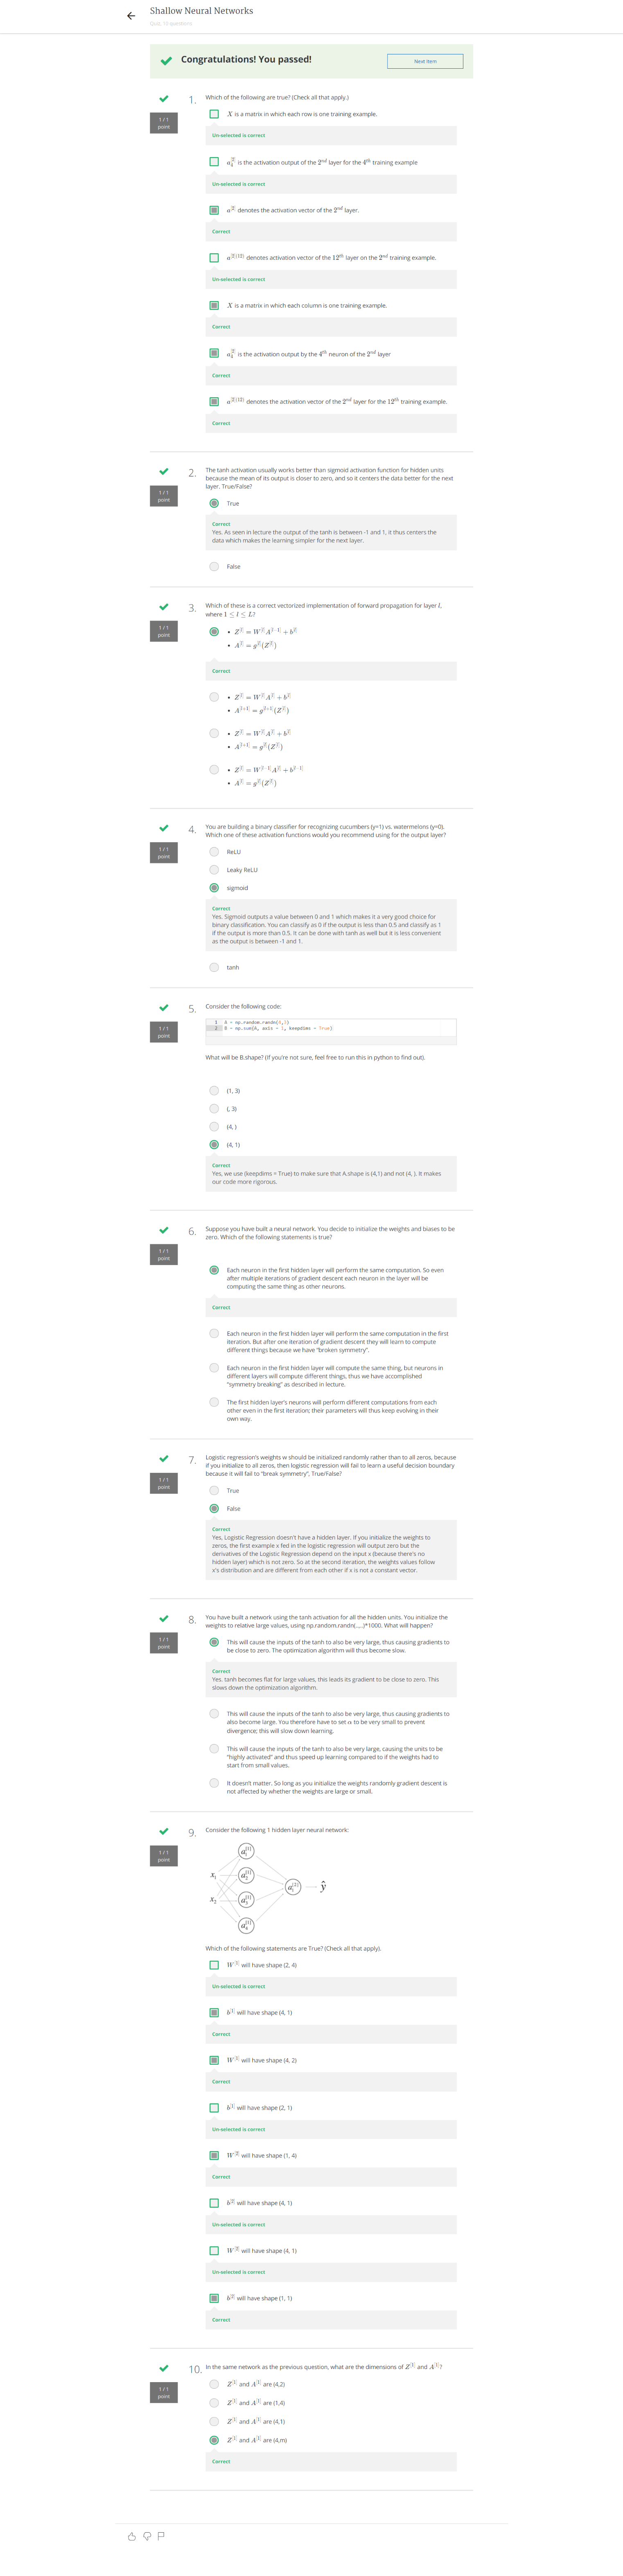 Shallow Neural Networks
Quiz, 10 questions
Congratulations! You passed!
Next Item
1 / 1
point
1.
Which of the following are true? (Check all that apply.)
X is a matrix in which each row is one training example.
Un-selected is correct
a₄^[2] is the activation output of the 2^nd layer for the 4^th training example
Un-selected is correct
a^[2] denotes the activation vector of the 2^nd layer.
Correct
a^[2](12) denotes activation vector of the 12^th layer on the 2^nd training example.
Un-selected is correct
X is a matrix in which each column is one training example.
Correct
a₄^[2] is the activation output by the 4^th neuron of the 2^nd layer
Correct
a^[2](12) denotes the activation vector of the 2^nd layer for the 12^th training example.
Correct
1 / 1
point
2.
The tanh activation usually works better than sigmoid activation function for hidden units
because the mean of its output is closer to zero, and so it centers the data better for the next
layer. True/False?
True
Correct
Yes. As seen in lecture the output of the tanh is between -1 and 1, it thus centers the
data which makes the learning simpler for the next layer.
False
1 / 1
point
3.
Which of these is a correct vectorized implementation of forward propagation for layer l,
where 1 ≤ l ≤ L?
• Z^[l] = W^[l] A^[l−1] + b^[l]
• A^[l] = g^[l](Z^[l])
Correct
• Z^[l] = W^[l] A^[l] + b^[l]
• A^[l+1] = g^[l+1](Z^[l])
• Z^[l] = W^[l] A^[l] + b^[l]
• A^[l+1] = g^[l](Z^[l])
• Z^[l] = W^[l−1] A^[l] + b^[l−1]
• A^[l] = g^[l](Z^[l])
1 / 1
point
4.
You are building a binary classifier for recognizing cucumbers (y=1) vs. watermelons (y=0).
Which one of these activation functions would you recommend using for the output layer?
ReLU
Leaky ReLU
sigmoid
Correct
Yes. Sigmoid outputs a value between 0 and 1 which makes it a very good choice for
binary classification. You can classify as 0 if the output is less than 0.5 and classify as 1
if the output is more than 0.5. It can be done with tanh as well but it is less convenient
as the output is between -1 and 1.
tanh
1 / 1
point
5.
Consider the following code:
1 A = np.random.randn(4,3)
2 B = np.sum(A, axis = 1, keepdims = True)
What will be B.shape? (If you're not sure, feel free to run this in python to find out).
(1, 3)
(, 3)
(4, )
(4, 1)
Correct
Yes, we use (keepdims = True) to make sure that A.shape is (4,1) and not (4, ). It makes
our code more rigorous.
1 / 1
point
6.
Suppose you have built a neural network. You decide to initialize the weights and biases to be
zero. Which of the following statements is true?
Each neuron in the first hidden layer will perform the same computation. So even
after multiple iterations of gradient descent each neuron in the layer will be
computing the same thing as other neurons.
Correct
Each neuron in the first hidden layer will perform the same computation in the first
iteration. But after one iteration of gradient descent they will learn to compute
different things because we have "broken symmetry".
Each neuron in the first hidden layer will compute the same thing, but neurons in
different layers will compute different things, thus we have accomplished
"symmetry breaking" as described in lecture.
The first hidden layer's neurons will perform different computations from each
other even in the first iteration; their parameters will thus keep evolving in their
own way.
1 / 1
point
7.
Logistic regression's weights w should be initialized randomly rather than to all zeros, because
if you initialize to all zeros, then logistic regression will fail to learn a useful decision boundary
because it will fail to "break symmetry", True/False?
True
False
Correct
Yes, Logistic Regression doesn't have a hidden layer. If you initialize the weights to
zeros, the first example x fed in the logistic regression will output zero but the
derivatives of the Logistic Regression depend on the input x (because there's no
hidden layer) which is not zero. So at the second iteration, the weights values follow
x's distribution and are different from each other if x is not a constant vector.
1 / 1
point
8.
You have built a network using the tanh activation for all the hidden units. You initialize the
weights to relative large values, using np.random.randn(..,..)*1000. What will happen?
This will cause the inputs of the tanh to also be very large, thus causing gradients to
be close to zero. The optimization algorithm will thus become slow.
Correct
Yes. tanh becomes flat for large values, this leads its gradient to be close to zero. This
slows down the optimization algorithm.
This will cause the inputs of the tanh to also be very large, thus causing gradients to
also become large. You therefore have to set α to be very small to prevent
divergence; this will slow down learning.
This will cause the inputs of the tanh to also be very large, causing the units to be
"highly activated" and thus speed up learning compared to if the weights had to
start from small values.
It doesn't matter. So long as you initialize the weights randomly gradient descent is
not affected by whether the weights are large or small.
1 / 1
point
9.
Consider the following 1 hidden layer neural network:
a₁^[1]
x₁
a₂^[1]
a₁^[2]
ŷ
x₂
a₃^[1]
a₄^[1]
Which of the following statements are True? (Check all that apply).
W^[1] will have shape (2, 4)
Un-selected is correct
b^[1] will have shape (4, 1)
Correct
W^[1] will have shape (4, 2)
Correct
b^[1] will have shape (2, 1)
Un-selected is correct
W^[2] will have shape (1, 4)
Correct
b^[2] will have shape (4, 1)
Un-selected is correct
W^[2] will have shape (4, 1)
Un-selected is correct
b^[2] will have shape (1, 1)
Correct
1 / 1
point
10.
In the same network as the previous question, what are the dimensions of Z^[1] and A^[1]?
Z^[1] and A^[1] are (4,2)
Z^[1] and A^[1] are (1,4)
Z^[1] and A^[1] are (4,1)
Z^[1] and A^[1] are (4,m)
Correct